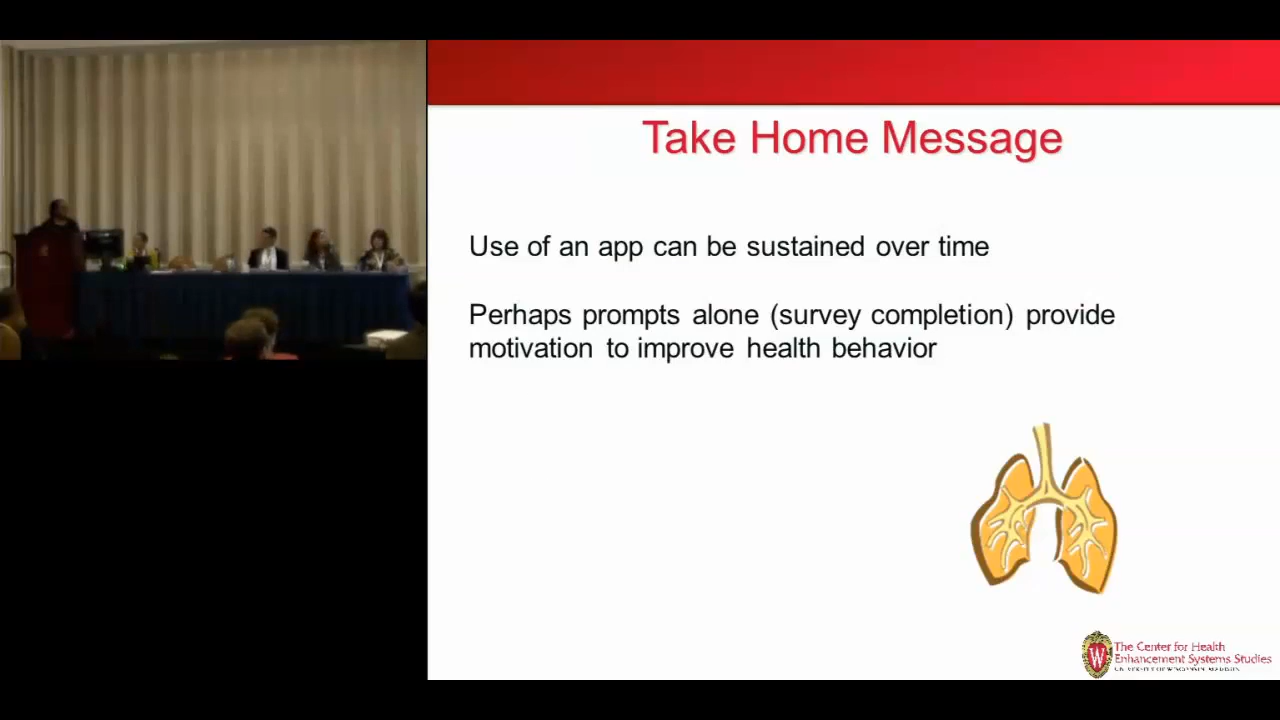 Take Home Message
Use of an app can be sustained over time
Perhaps prompts alone (survey completion) provide
motivation to improve health behavior
W
The Center for Health
Enhancement Systems Studies